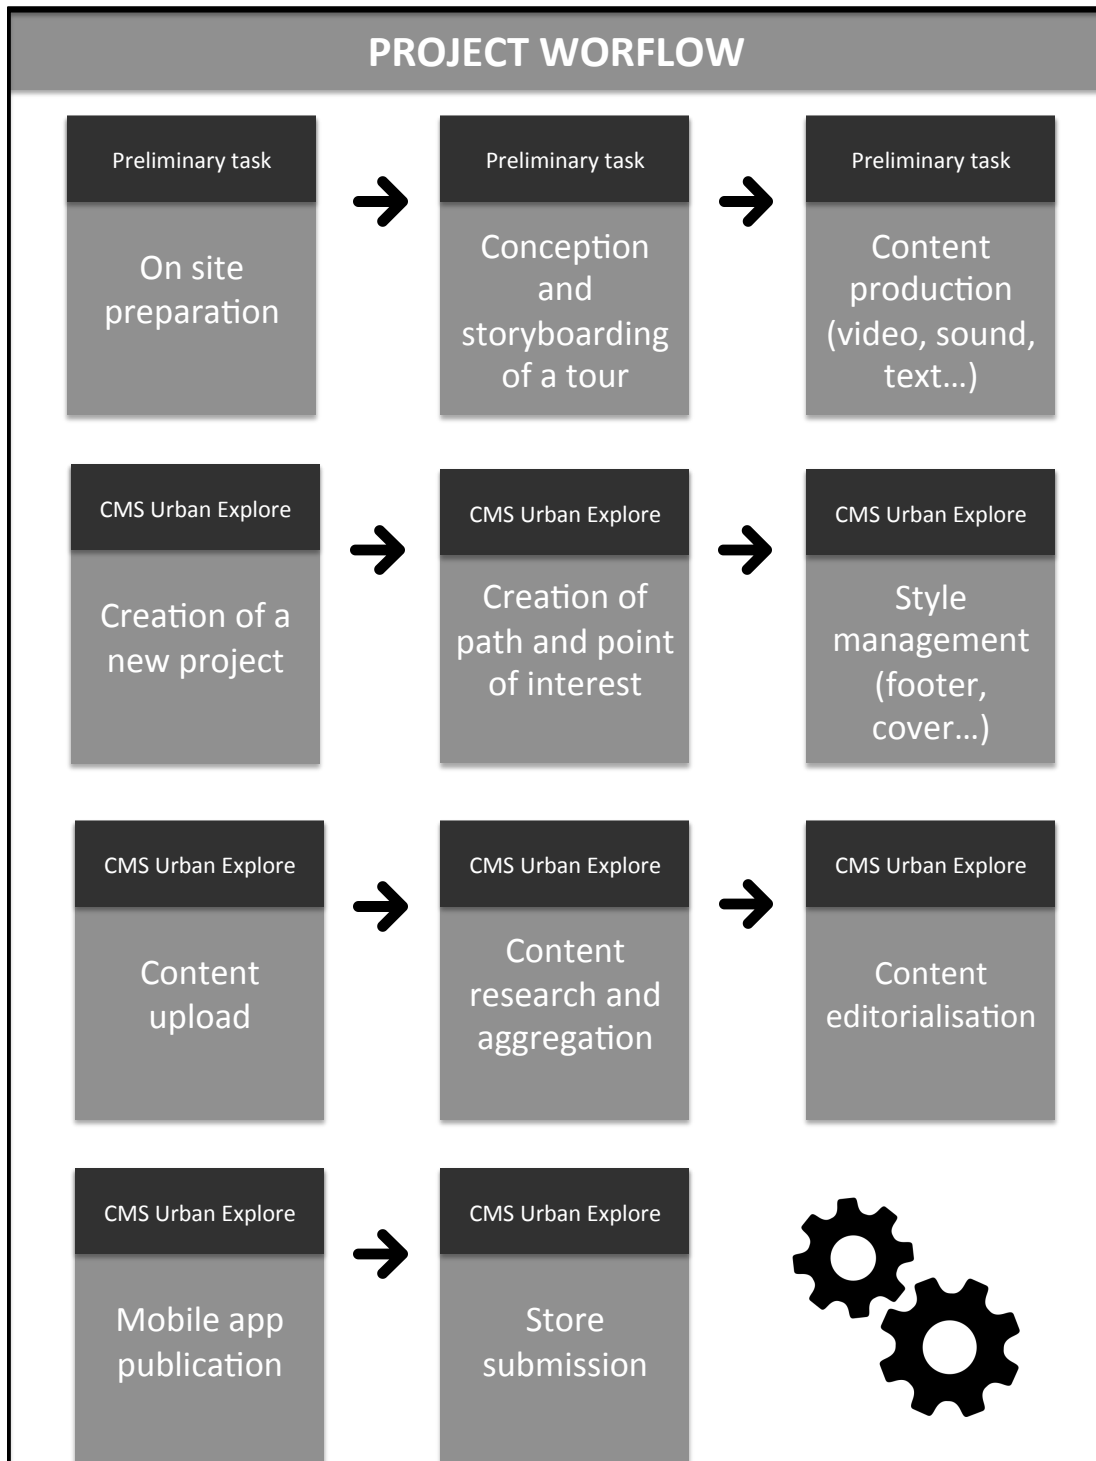 PROJECT WORFLOW
Preliminary task
On site
preparation
Preliminary task
Conception
and
storyboarding
of a tour
Preliminary task
Content
production
(video, sound,
text...)
CMS Urban Explore
Creation of a
new project
CMS Urban Explore
Creation of
path and point
of interest
CMS Urban Explore
Style
management
(footer,
cover...)
CMS Urban Explore
Content
upload
CMS Urban Explore
Content
research and
aggregation
CMS Urban Explore
Content
editorialisation
CMS Urban Explore
Mobile app
publication
CMS Urban Explore
Store
submission